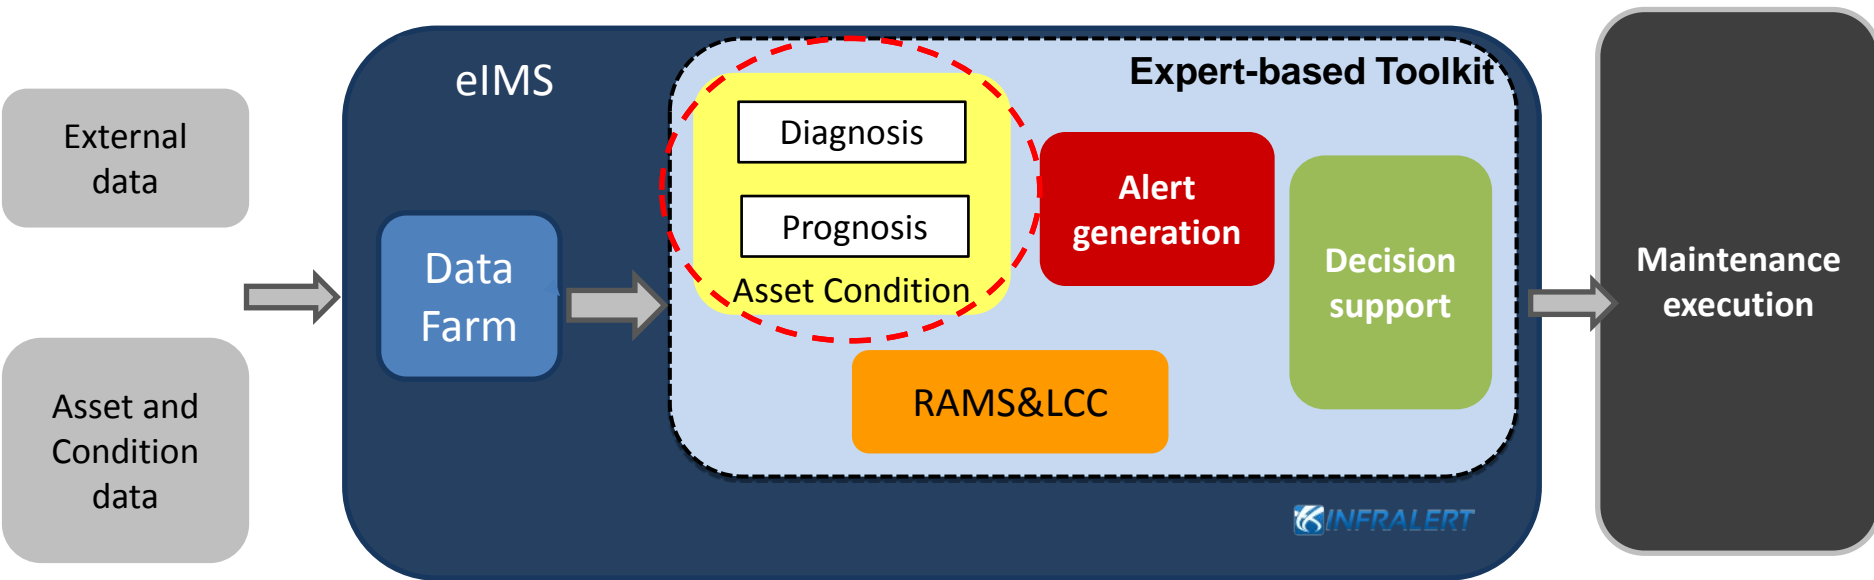 External
data
Asset and
Condition
data
eIMS
Data
Farm
Expert-based Toolkit
Diagnosis
Prognosis
Asset Condition
Alert
generation
Decision
support
RAMS&LCC
INFRALERT
Maintenance
execution